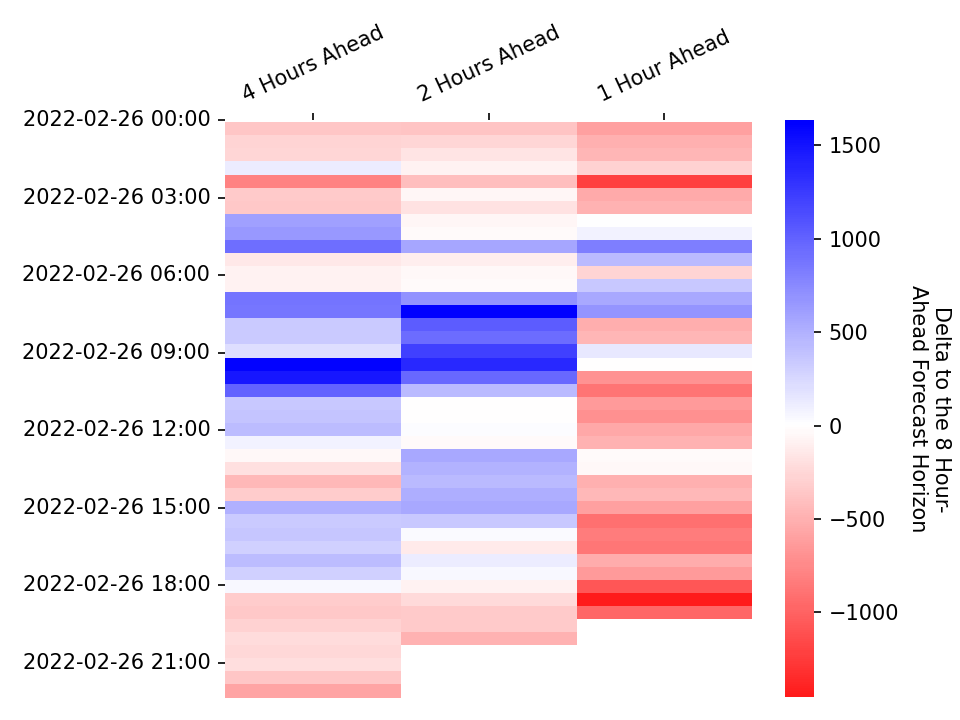 4 Hours Ahead
2 Hours Ahead
1 Hour Ahead
2022-02-26 00:00
2022-02-26 03:00
2022-02-26 06:00
2022-02-26 09:00
2022-02-26 12:00
2022-02-26 15:00
2022-02-26 18:00
2022-02-26 21:00
1500
1000
500
0
−500
−1000
Delta to the 8 Hour-
Ahead Forecast Horizon